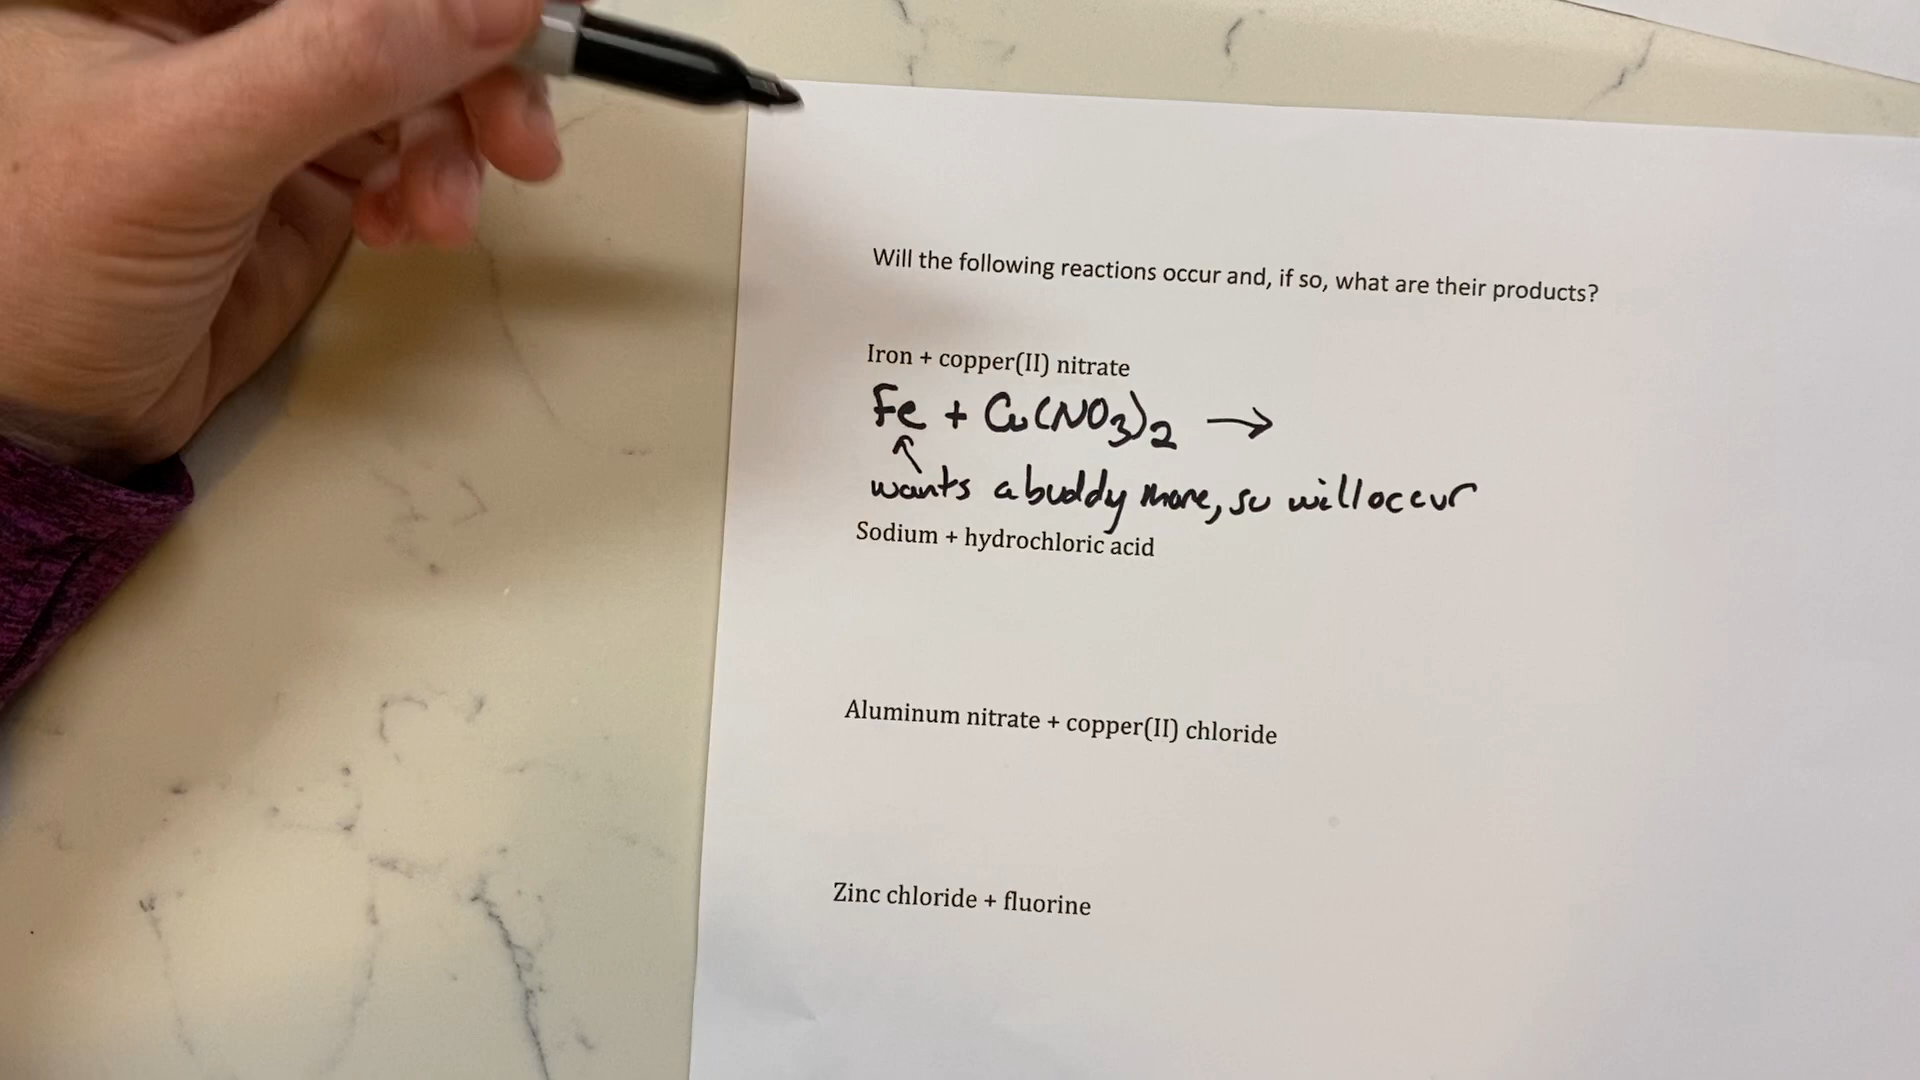 Will the following reactions occur and, if so, what are their products?
Iron + copper(II) nitrate
Fe + Cu(NO3)2 →
↑
wants a buddy more, so will occur
Sodium + hydrochloric acid
Aluminum nitrate + copper(II) chloride
Zinc chloride + fluorine